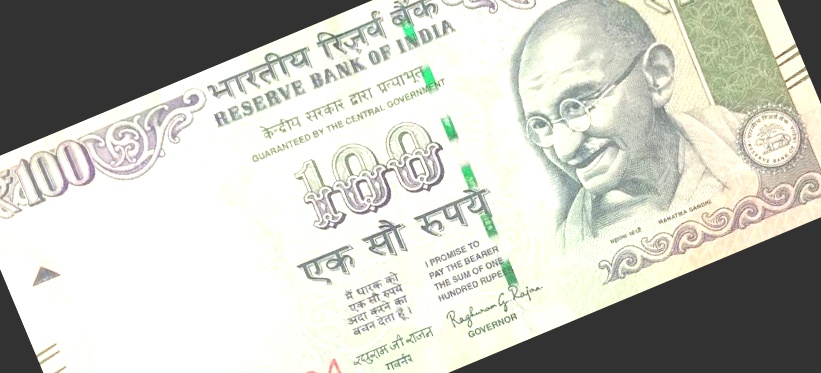 भारतीय रिज़र्व बैंक
RESERVE BANK OF INDIA
केन्द्रीय सरकार द्वारा प्रत्याभूत
GUARANTEED BY THE CENTRAL GOVERNMENT
₹100
100
एक सौ रुपये
मैं धारक को
एक सौ रुपये
अदा करने का
वचन देता हूँ।
I PROMISE TO
PAY THE BEARER
THE SUM OF ONE
HUNDRED RUPEES
रघुराम जी राजन
गवर्नर
Raghuram G. Rajan
GOVERNOR
महात्मा गांधी
MAHATMA GANDHI